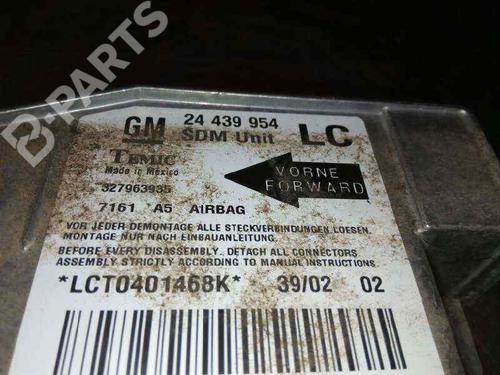 B-PARTS
GM 24 439 954 LC
SDM Unit
TEMIC
Made in Mexico
VORNE
FORWARD
327963935
7161 A5 AIRBAG
VOR JEDER DEMONTAGE ALLE STECKVERBINDUNGEN LOESEN
MONTAGE NUR NACH EINBAUANLEITUNG.
BEFORE EVERY DISASSEMBLY, DETACH ALL CONNECTORS
ASSEMBLY STRICTLY ACCORDING TO MANUAL INSTRUCTIONS
*LCT0401468K* 39/02 02